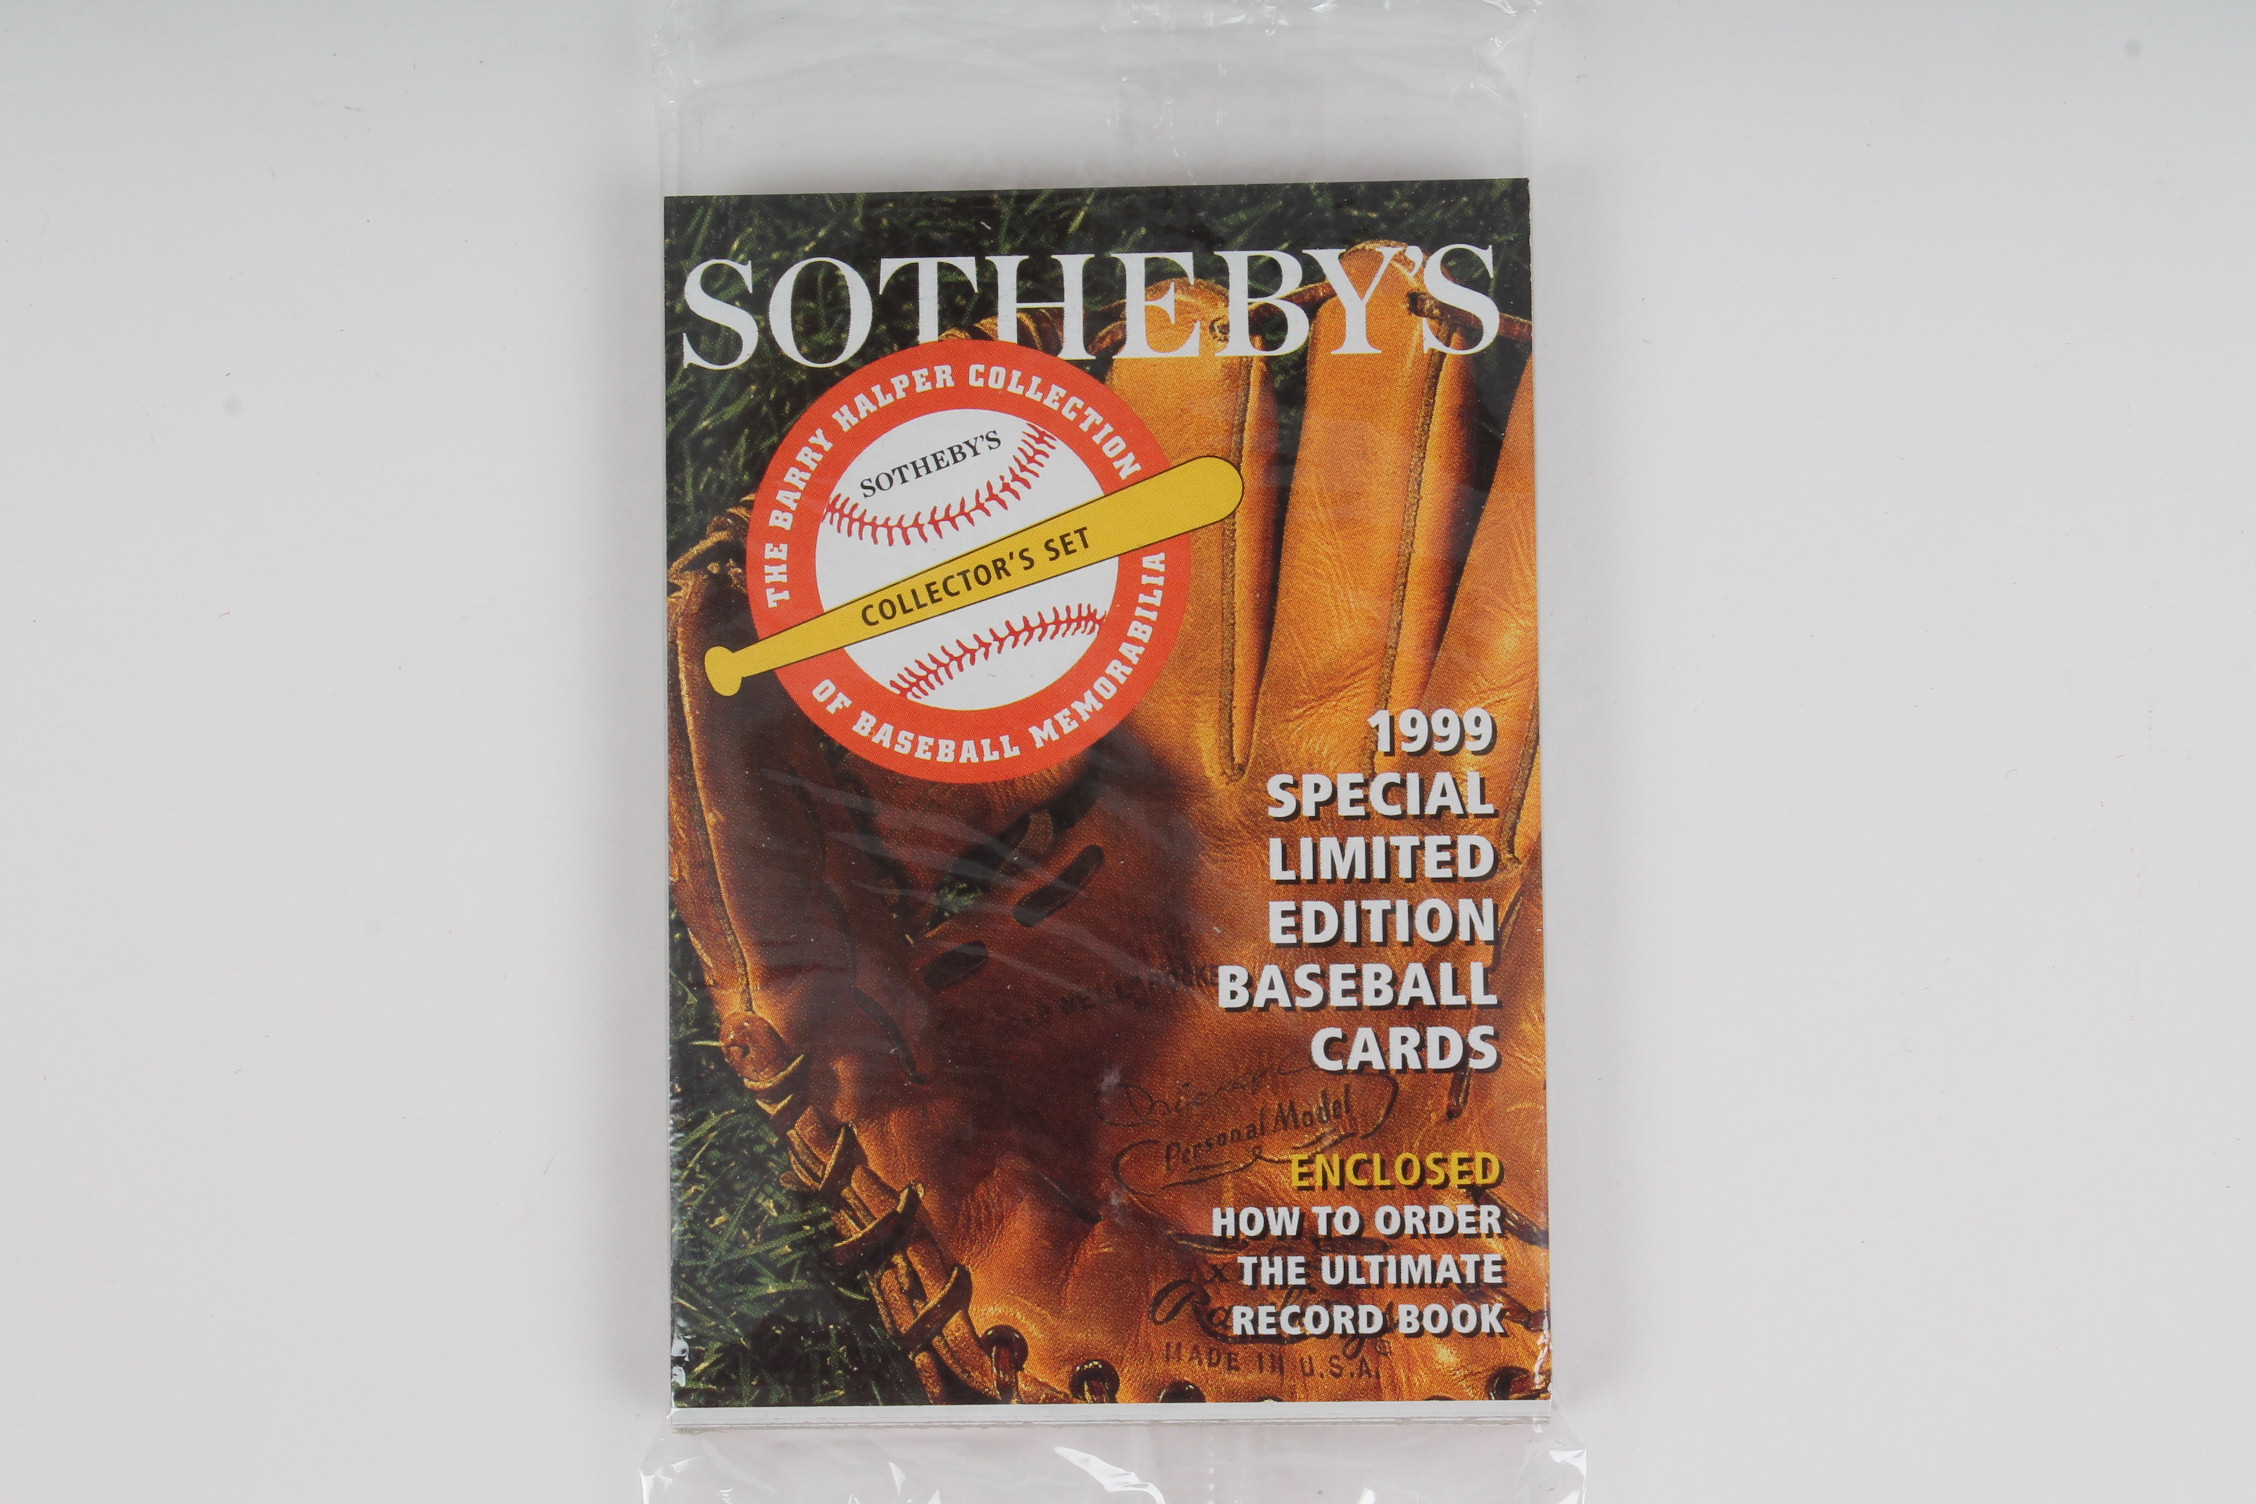 SOTHEBY'S
THE BARRY HALPER COLLECTION
SOTHEBY'S
COLLECTOR'S SET
OF BASEBALL MEMORABILIA
1999
SPECIAL
LIMITED
EDITION
BASEBALL
CARDS
Personal Model
ENCLOSED
HOW TO ORDER
THE ULTIMATE
RECORD BOOK
MADE IN U.S.A.